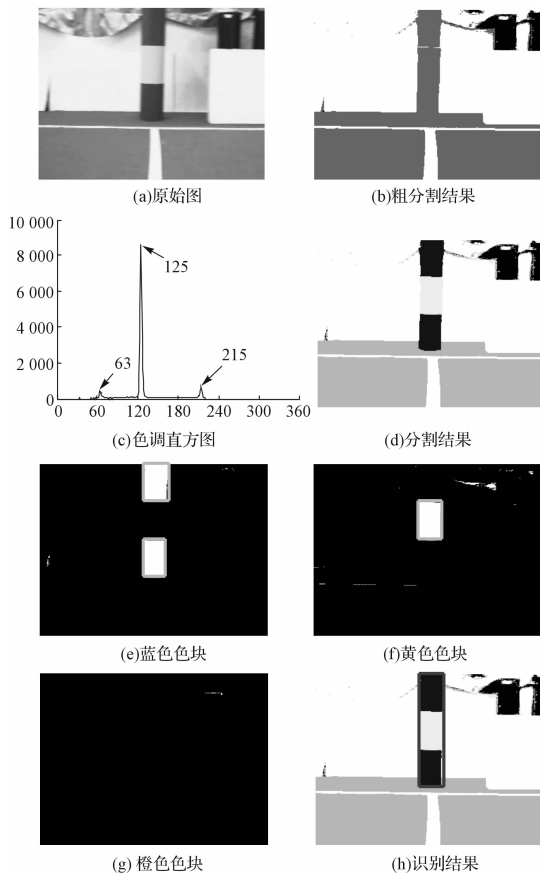 (a)原始图
(b)粗分割结果
10 000
8 000
6 000
4 000
2 000
0
125
63
215
0 60 120 180 240 300 360
(c)色调直方图
(d)分割结果
(e)蓝色色块
(f)黄色色块
(g) 橙色色块
(h)识别结果